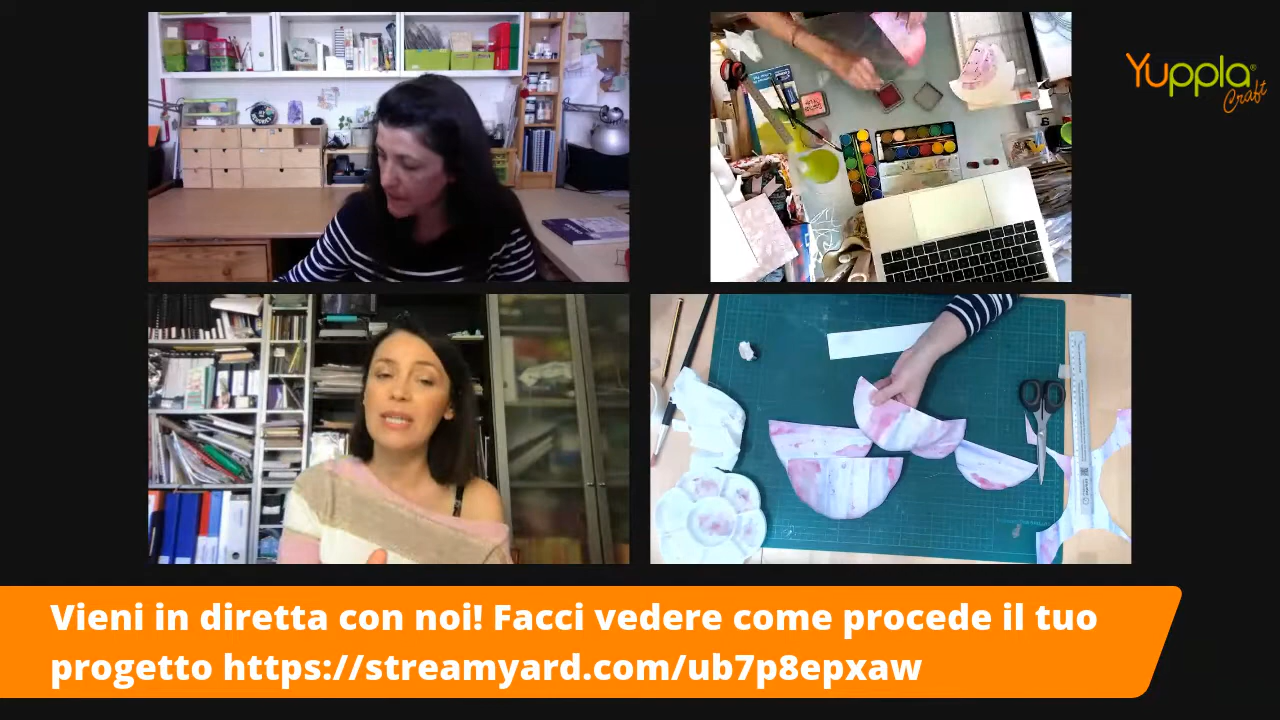 Yuppla®
Craft
Vieni in diretta con noi! Facci vedere come procede il tuo
progetto https://streamyard.com/ub7p8epxaw